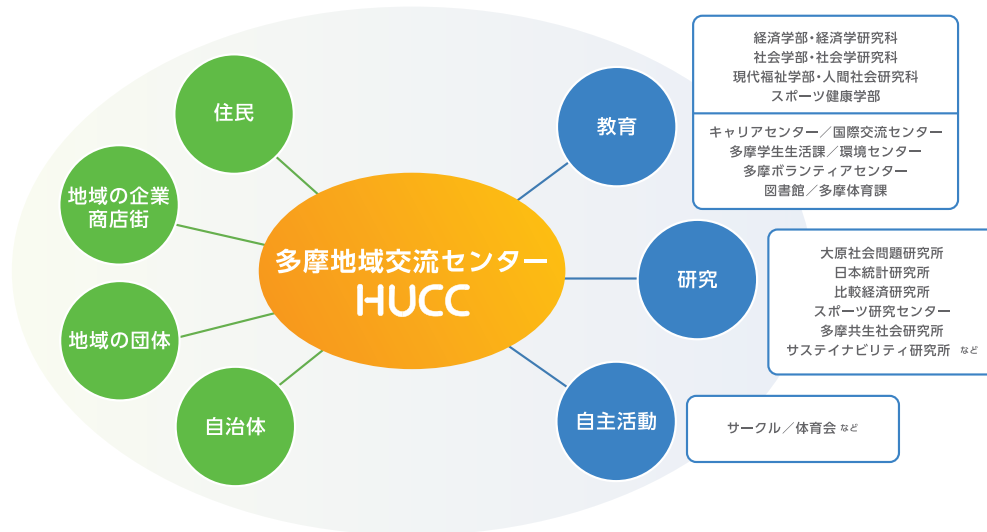 住民
地域の企業
商店街
地域の団体
自治体
多摩地域交流センター
HUCC
教育
研究
自主活動
経済学部・経済学研究科
社会学部・社会学研究科
現代福祉学部・人間社会研究科
スポーツ健康学部
キャリアセンター／国際交流センター
多摩学生生活課／環境センター
多摩ボランティアセンター
図書館／多摩体育課
大原社会問題研究所
日本統計研究所
比較経済研究所
スポーツ研究センター
多摩共生社会研究所
サステイナビリティ研究所 など
サークル／体育会 など